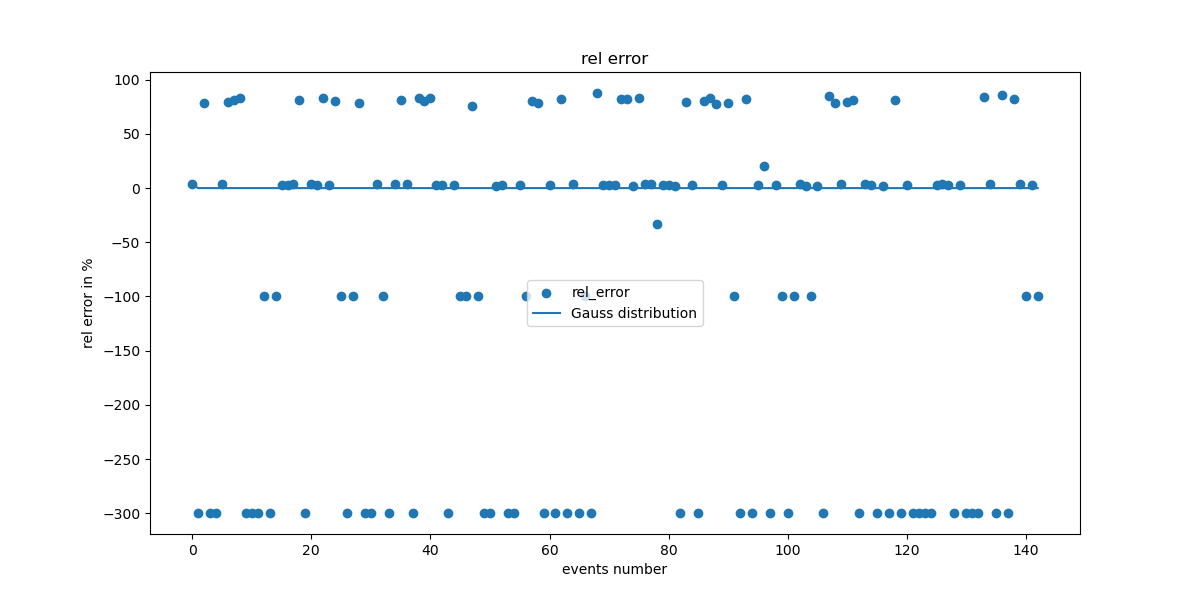 rel error
100
50
0
−50
−100
−150
−200
−250
−300
rel error in %
rel_error
Gauss distribution
0 20 40 60 80 100 120 140
events number